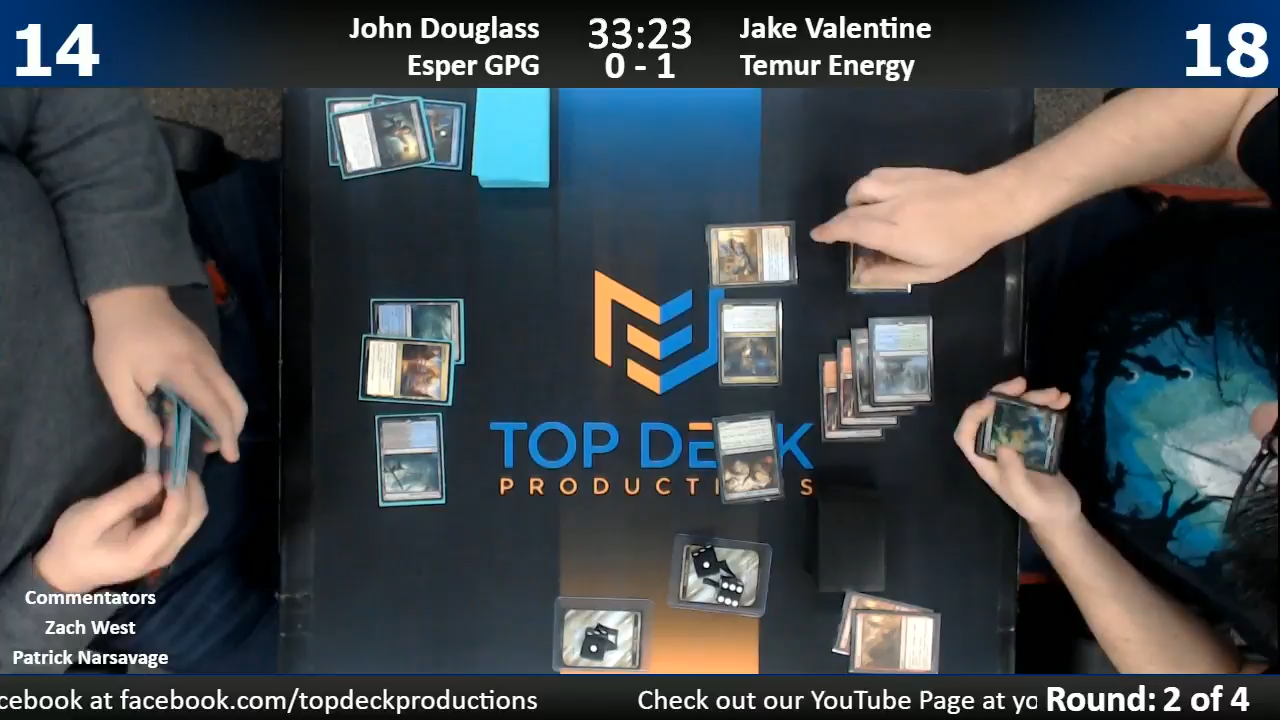 14
John Douglass
Esper GPG
33:23
0 - 1
Jake Valentine
Temur Energy
18
TOP DECK
PRODUCTI S
Commentators
Zach West
Patrick Narsavage
cebook at facebook.com/topdeckproductions
Check out our YouTube Page at yo
Round: 2 of 4